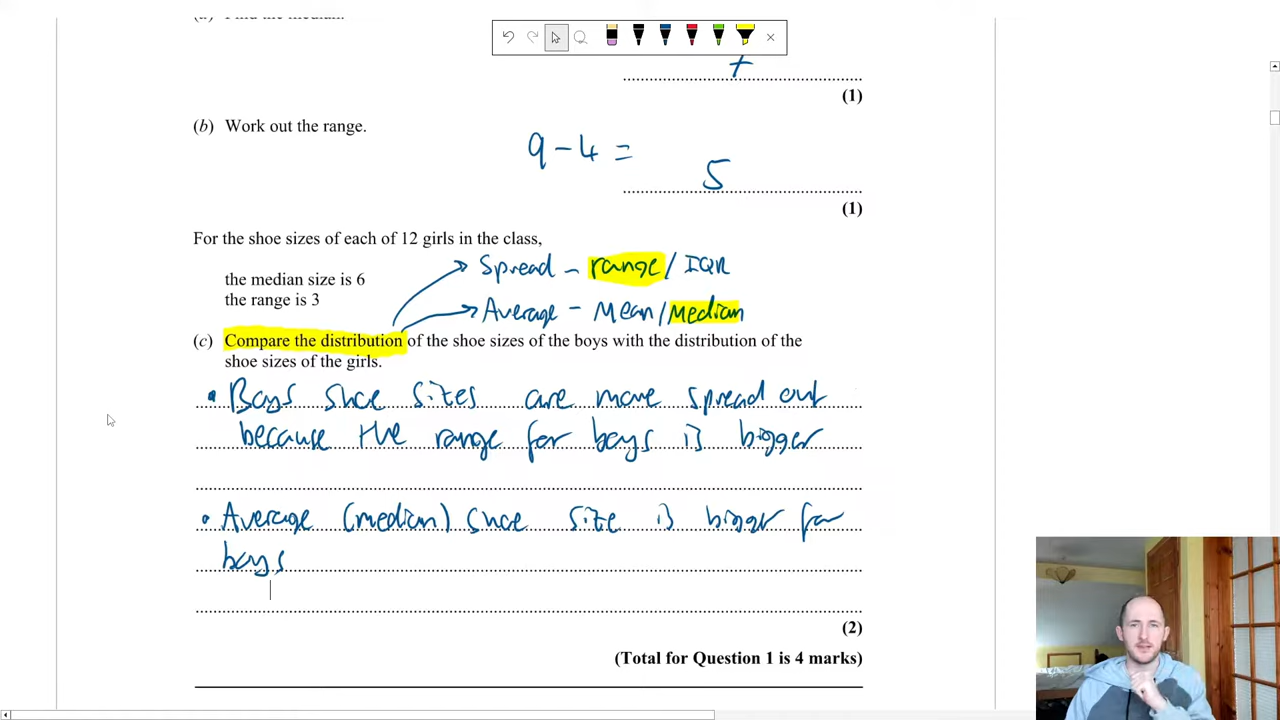 7
(1)
(b) Work out the range.
9 - 4 =
5
(1)
For the shoe sizes of each of 12 girls in the class,
Spread - range / IQR
the median size is 6
the range is 3
Average - Mean / Median
(c) Compare the distribution of the shoe sizes of the boys with the distribution of the
shoe sizes of the girls.
• Boys shoe sizes are more spread out
because the range for boys is bigger
• Average (median) shoe size is bigger for
boys
(2)
(Total for Question 1 is 4 marks)